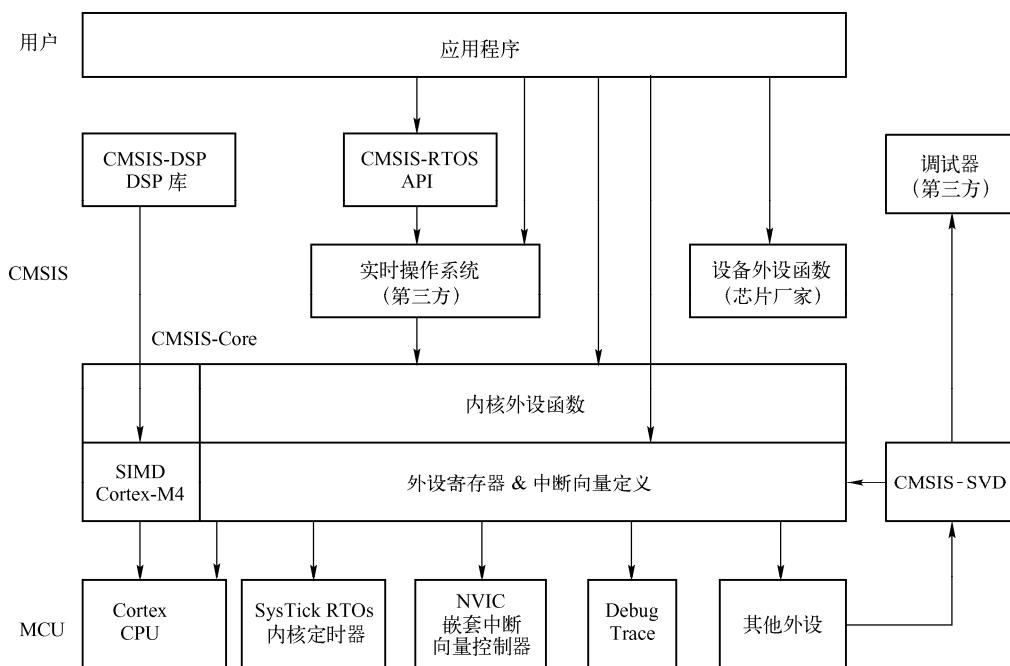 用户
应用程序
CMSIS-DSP
DSP 库
CMSIS-RTOS
API
调试器
（第三方）
CMSIS
实时操作系统
（第三方）
设备外设函数
（芯片厂家）
CMSIS-Core
内核外设函数
SIMD
Cortex-M4
外设寄存器 & 中断向量定义
CMSIS-SVD
MCU
Cortex
CPU
SysTick RTOs
内核定时器
NVIC
嵌套中断
向量控制器
Debug
Trace
其他外设